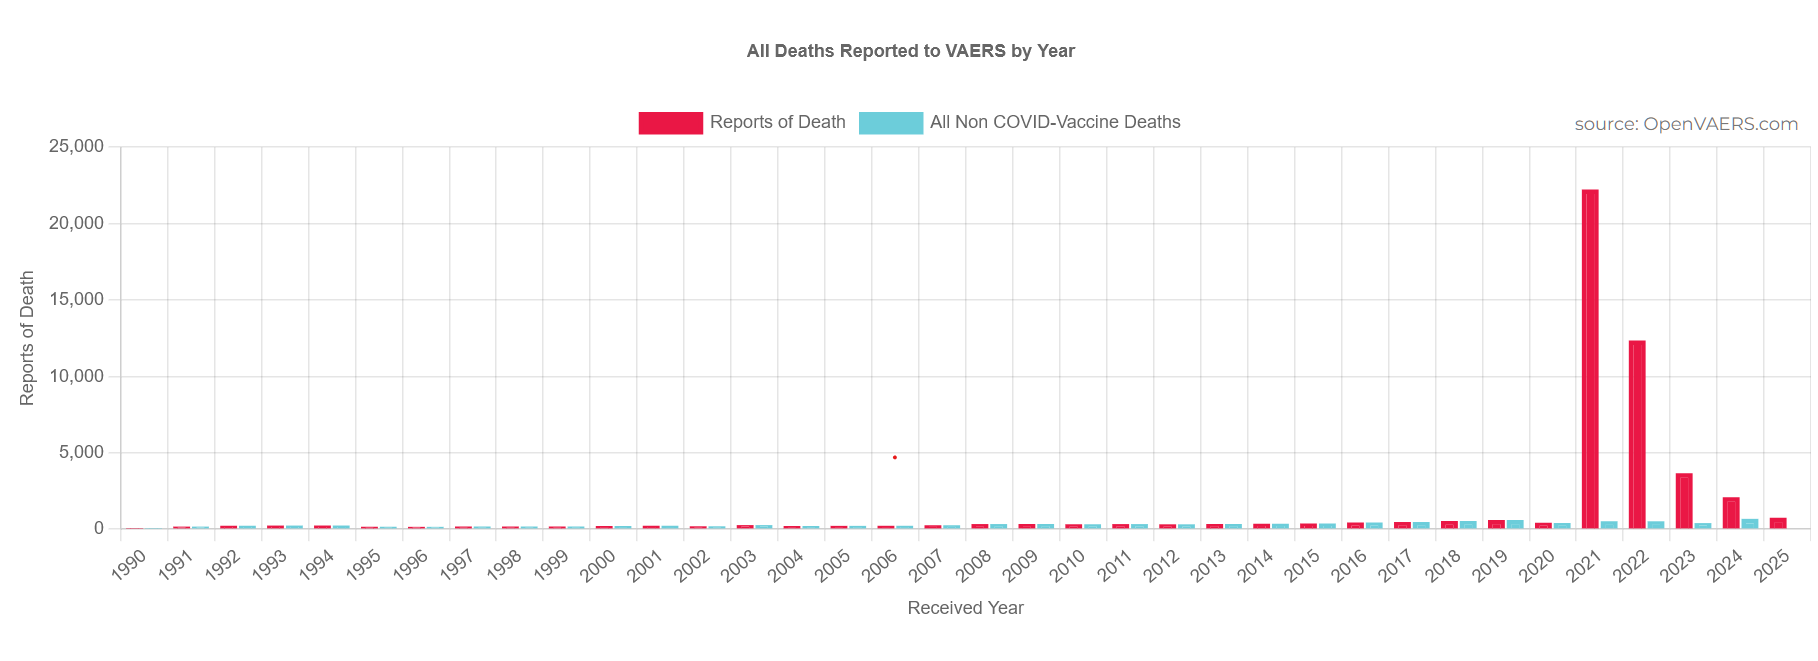 All Deaths Reported to VAERS by Year
Reports of Death All Non COVID-Vaccine Deaths
source: OpenVAERS.com
25,000
20,000
15,000
10,000
5,000
0
Reports of Death
1990 1991 1992 1993 1994 1995 1996 1997 1998 1999 2000 2001 2002 2003 2004 2005 2006 2007 2008 2009 2010 2011 2012 2013 2014 2015 2016 2017 2018 2019 2020 2021 2022 2023 2024 2025
Received Year